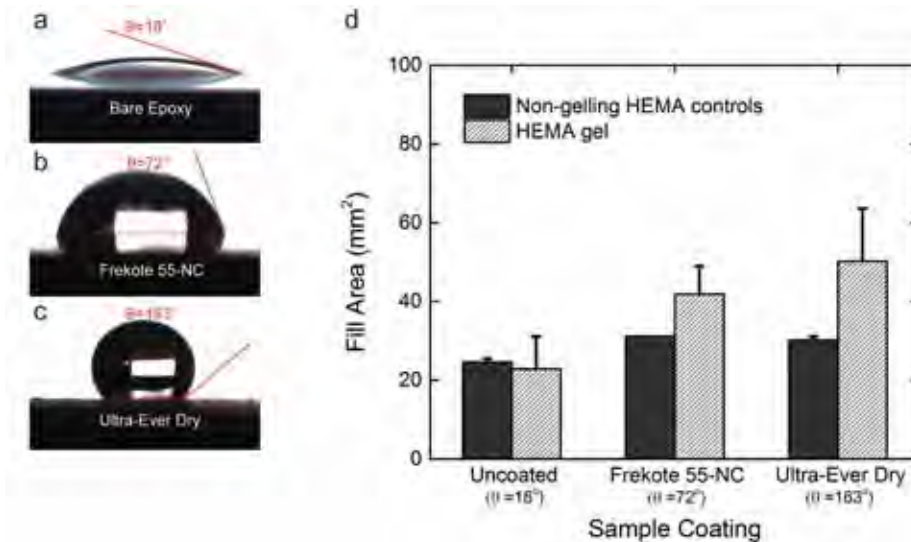 a
θ=18°
Bare Epoxy
b
θ=72°
Frekote 55-NC
c
Ultra-Ever Dry
d
100
80
60
40
20
0
Fill Area (mm²)
Non-gelling HEMA controls
HEMA gel
Uncoated
(θ =18°)
Frekote 55-NC
(θ =72°)
Ultra-Ever Dry
(θ =163°)
Sample Coating